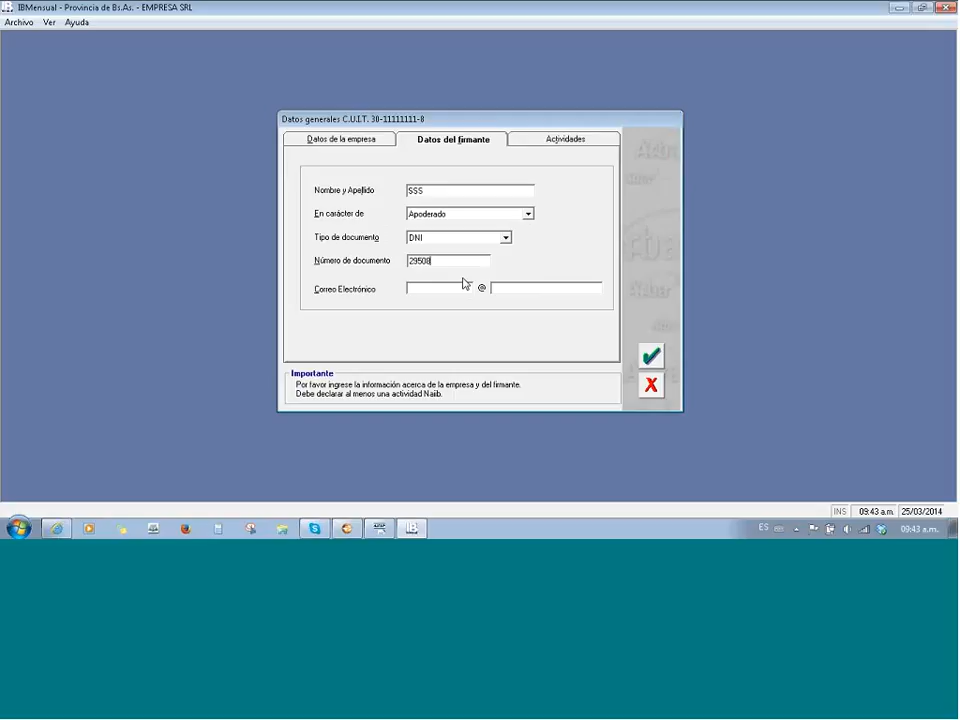 IBMensual - Provincia de Bs.As. - EMPRESA SRL
Archivo Ver Ayuda
Datos generales C.U.I.T. 30-11111111-8
Datos de la empresa Datos del firmante Actividades
Nombre y Apellido SSS
En carácter de Apoderado
Tipo de documento DNI
Número de documento 29508
Correo Electrónico @
Importante
Por favor ingrese la información acerca de la empresa y del firmante.
Debe declarar al menos una actividad Naiib.
INS 09:43 a.m. 25/03/2014
ES 09:43 a.m.